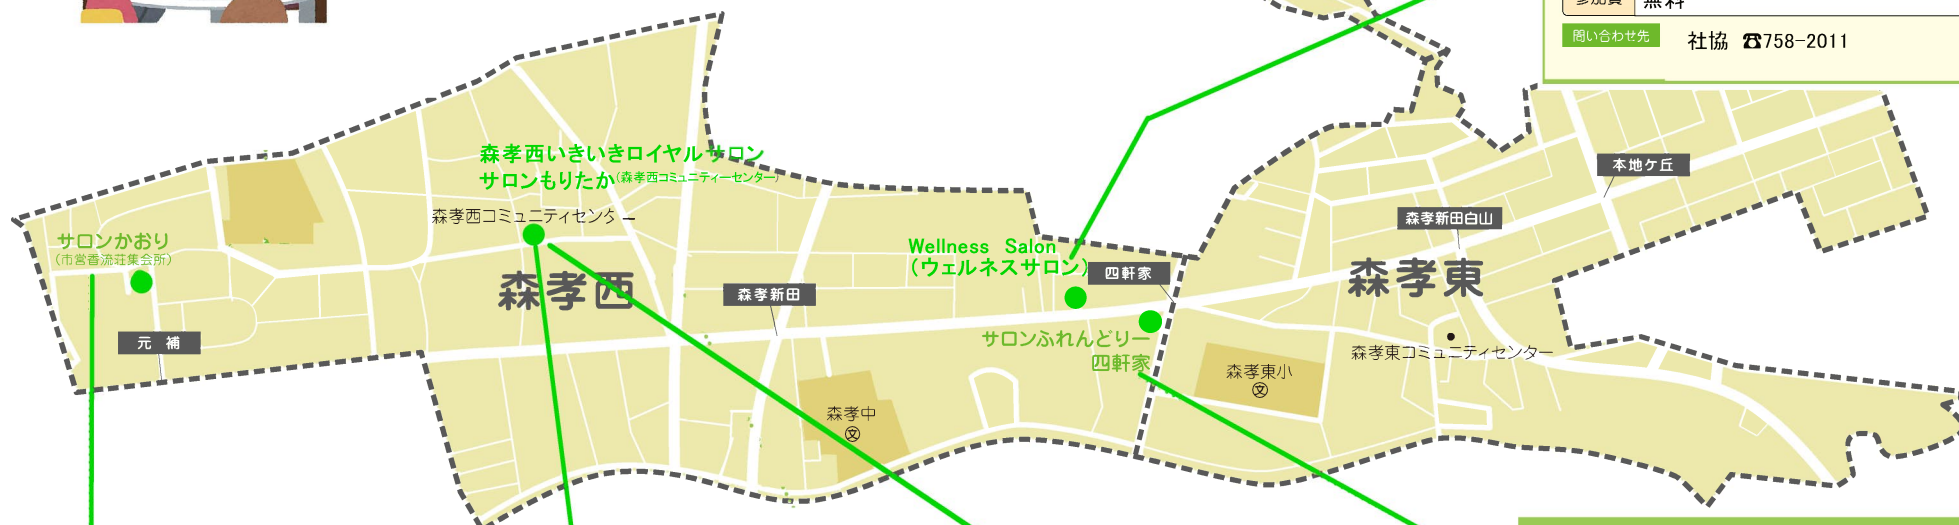 参加費 無料
問い合わせ先 社協 ☎758-2011
森孝西いきいきロイヤルサロン
サロンもりたか(森孝西コミュニティーセンター)
森孝西コミュニティセンター
本地ケ丘
森孝新田白山
サロンかおり
(市営香流荘集会所)
Wellness Salon
(ウェルネスサロン)
四軒家
森孝西
森孝新田
森孝東
元補
サロンふれんどりー
四軒家
森孝東コミュニティセンター
森孝東小
文
森孝中
文